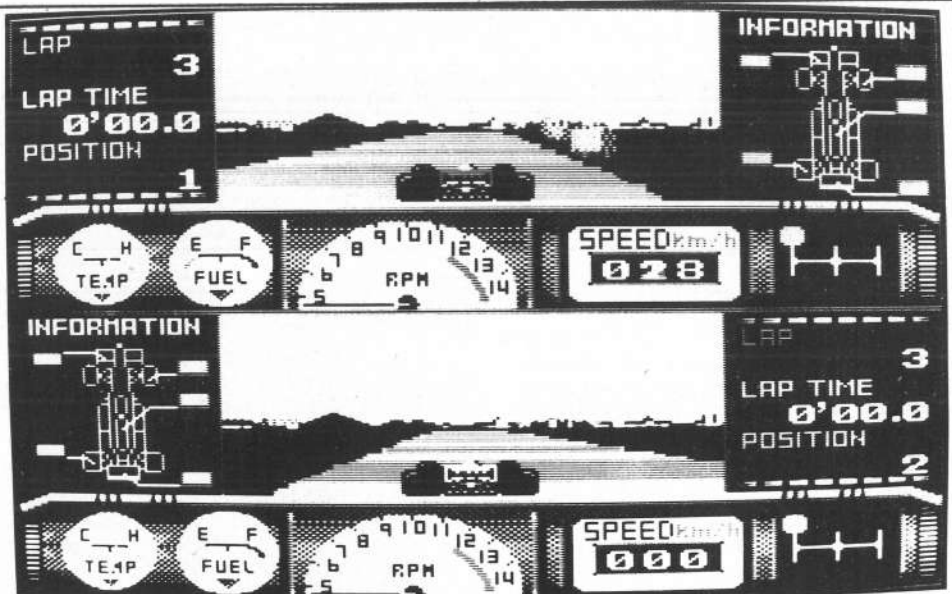 LAP
3
LAP TIME
0'00.0
POSITION
1
INFORMATION
C H
TEMP
E F
FUEL
5 6 7 8 9 10 11 12 13 14
RPM
SPEED km/h
028
INFORMATION
LAP
3
LAP TIME
0'00.0
POSITION
2
C H
TEMP
E F
FUEL
5 6 7 8 9 10 11 12 13 14
RPM
SPEED km/h
000